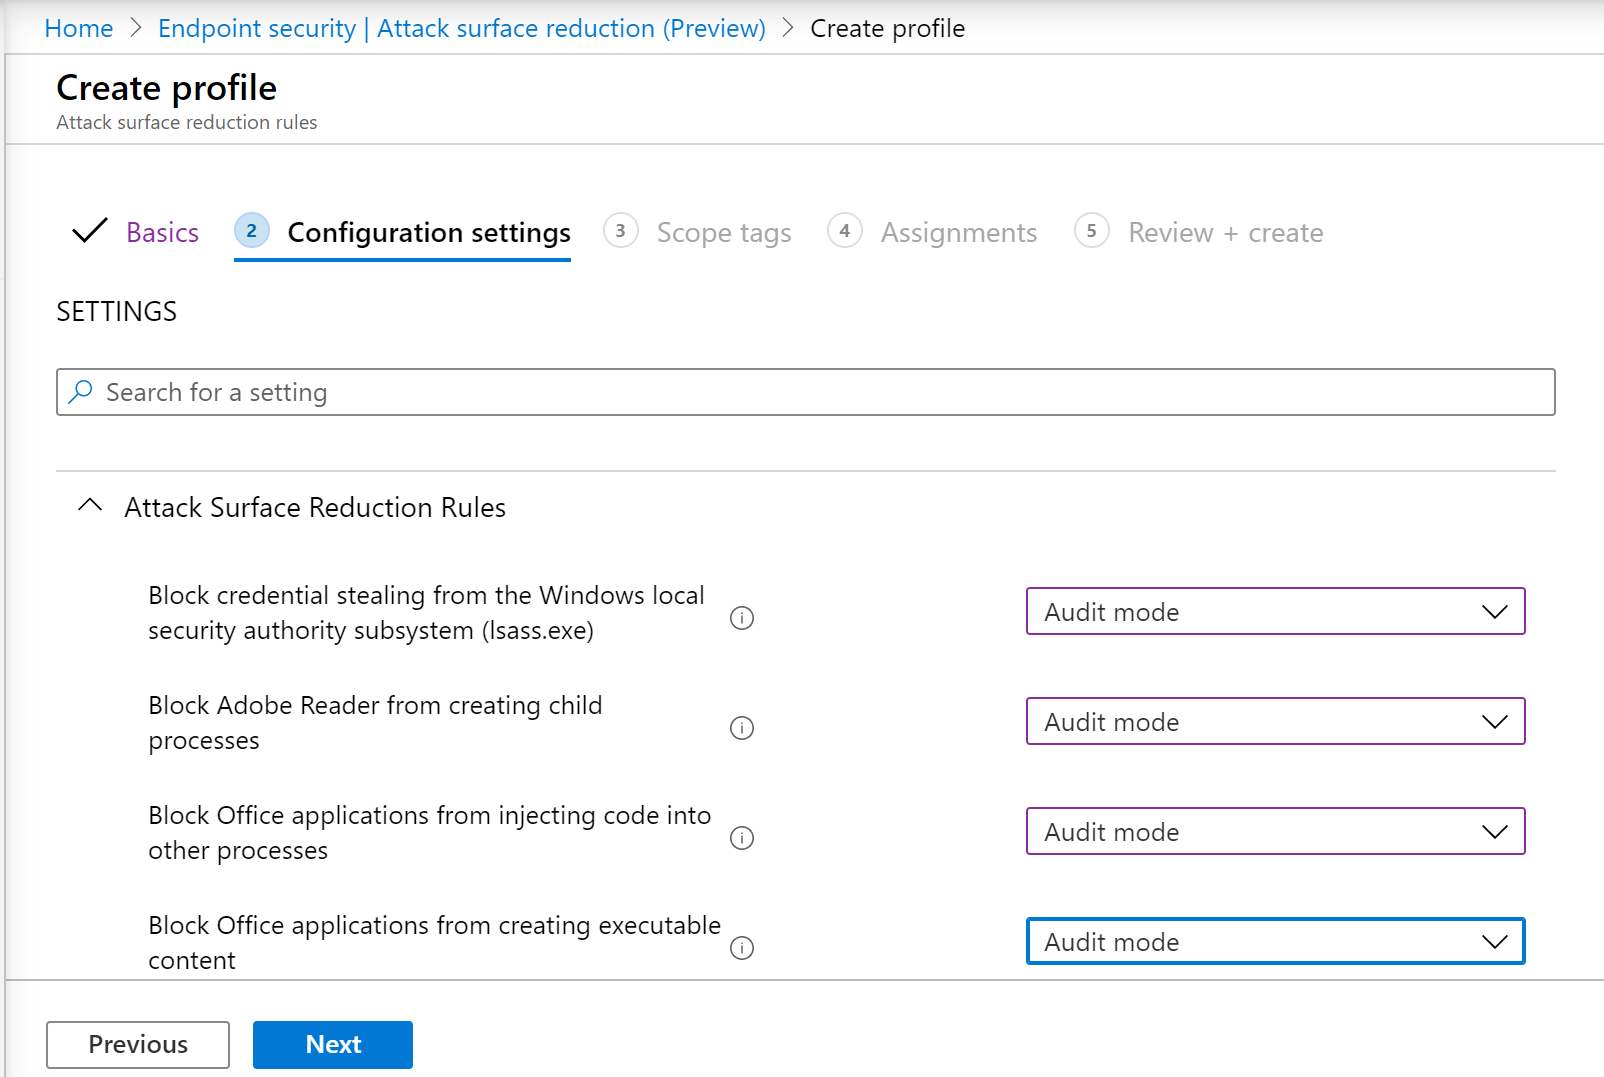 Home > Endpoint security | Attack surface reduction (Preview) > Create profile
Create profile
Attack surface reduction rules
Basics 2 Configuration settings 3 Scope tags 4 Assignments 5 Review + create
SETTINGS
Search for a setting
Attack Surface Reduction Rules
Block credential stealing from the Windows local
security authority subsystem (lsass.exe)
Audit mode
Block Adobe Reader from creating child
processes
Audit mode
Block Office applications from injecting code into
other processes
Audit mode
Block Office applications from creating executable
content
Audit mode
Previous Next